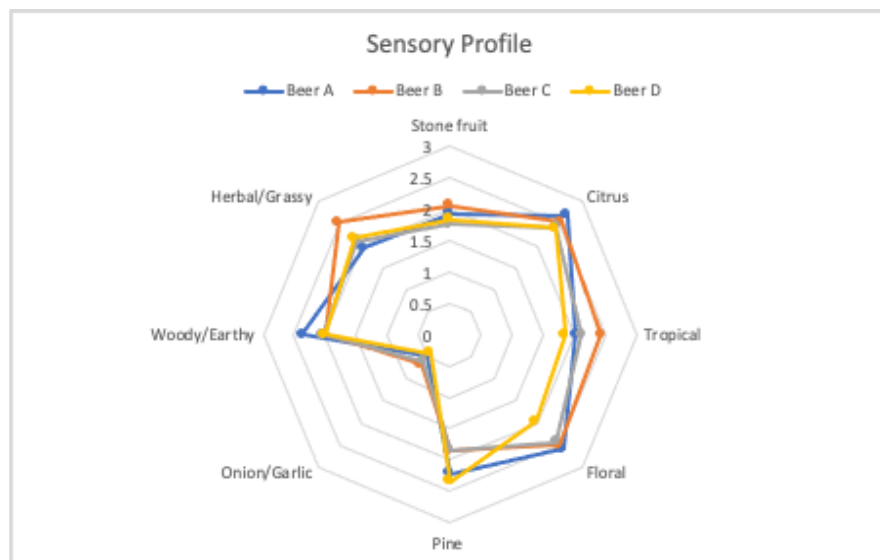 Sensory Profile
Beer A Beer B Beer C Beer D
Stone fruit
3
Herbal/Grassy
2.5
Citrus
2
1.5
1
0.5
Woody/Earthy
0
Tropical
Onion/Garlic
Floral
Pine